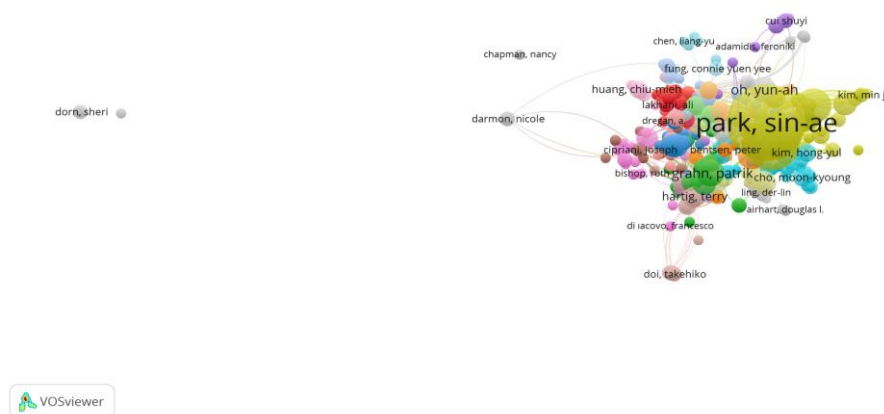 cui shuyi
chen, liang-yu
adamidis, feroniki
chapman, nancy
fung, connie yuen yee
huang, chiu-mieh
oh, yun-ah
kim, min j
lakhani, ali
dorn, sheri
darmon, nicole
dregan, a.
park, sin-ae
cipriani, joseph
bentsen, peter
kim, hong-yul
bishop, ruth
grahn, patrik
cho, moon-kyoung
hartig, terry
ling, der-lin
airhart, douglas l.
di iacovo, francesco
doi, takehiko
VOSviewer